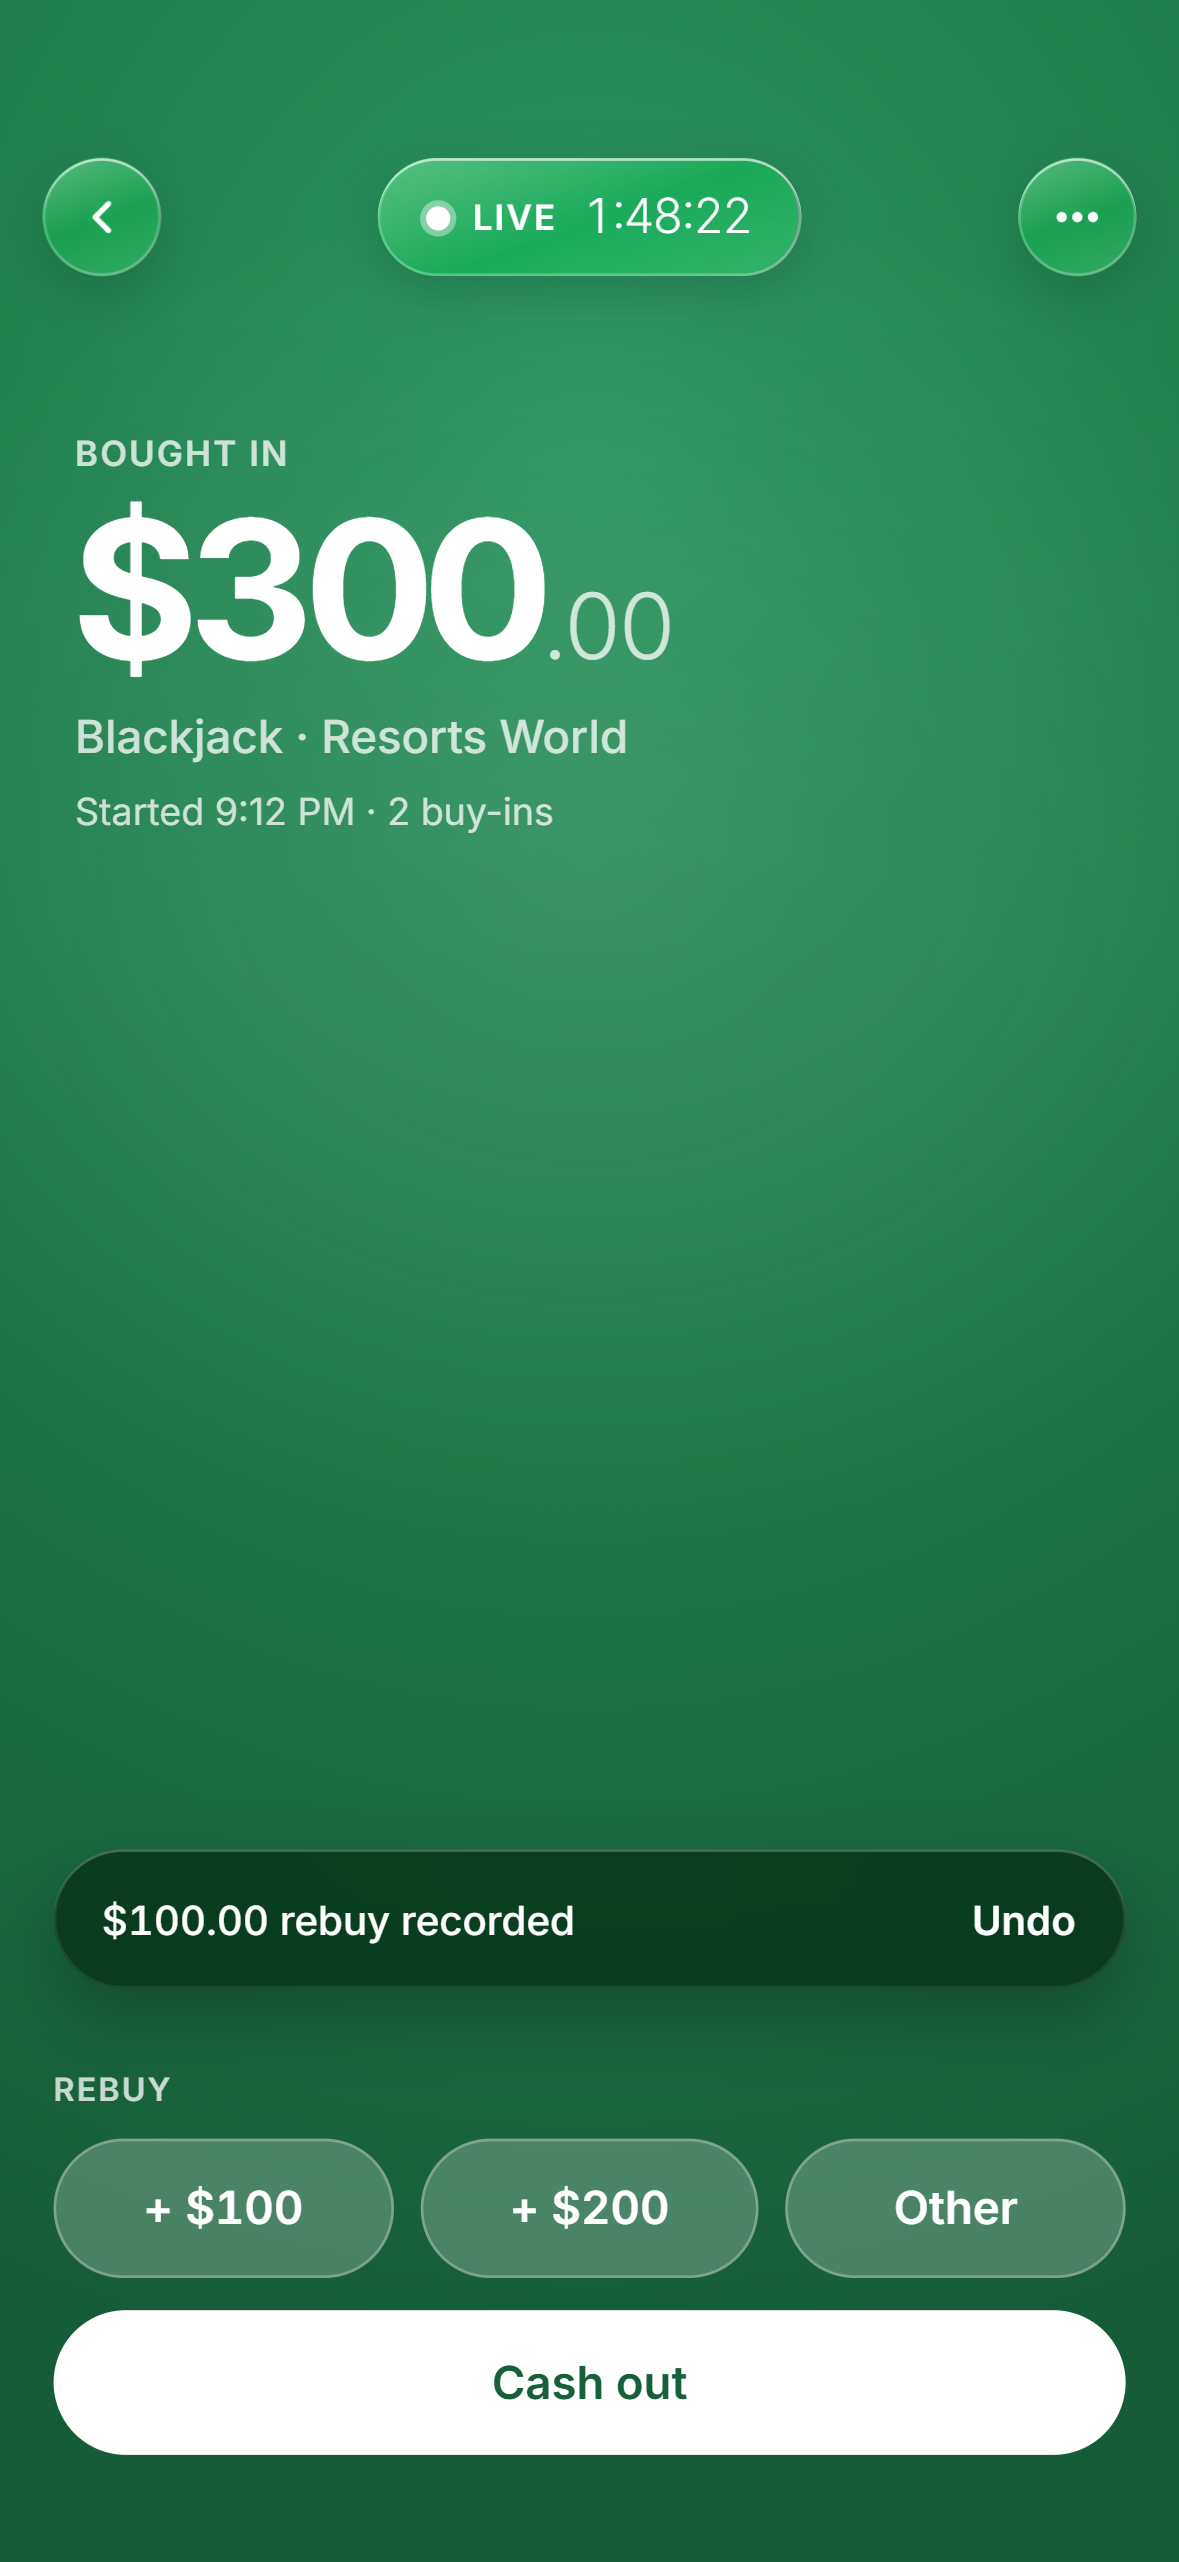 LIVE 1:48:22
BOUGHT IN
$300.00
Blackjack · Resorts World
Started 9:12 PM · 2 buy-ins
$100.00 rebuy recorded Undo
REBUY
+ $100 + $200 Other
Cash out